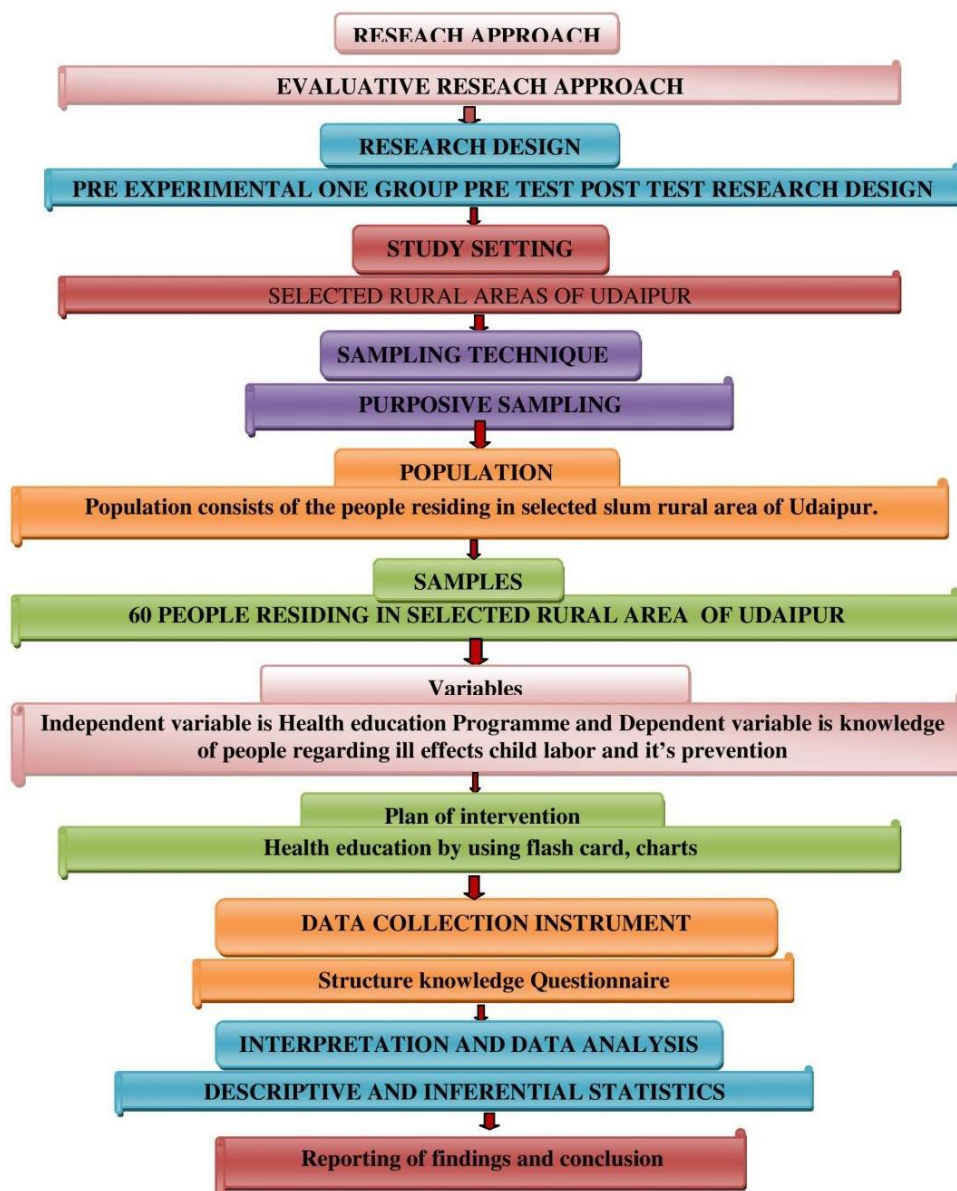 RESEACH APPROACH
EVALUATIVE RESEACH APPROACH
RESEARCH DESIGN
PRE EXPERIMENTAL ONE GROUP PRE TEST POST TEST RESEARCH DESIGN
STUDY SETTING
SELECTED RURAL AREAS OF UDAIPUR
SAMPLING TECHNIQUE
PURPOSIVE SAMPLING
POPULATION
Population consists of the people residing in selected slum rural area of Udaipur.
SAMPLES
60 PEOPLE RESIDING IN SELECTED RURAL AREA OF UDAIPUR
Variables
Independent variable is Health education Programme and Dependent variable is knowledge
of people regarding ill effects child labor and it's prevention
Plan of intervention
Health education by using flash card, charts
DATA COLLECTION INSTRUMENT
Structure knowledge Questionnaire
INTERPRETATION AND DATA ANALYSIS
DESCRIPTIVE AND INFERENTIAL STATISTICS
Reporting of findings and conclusion